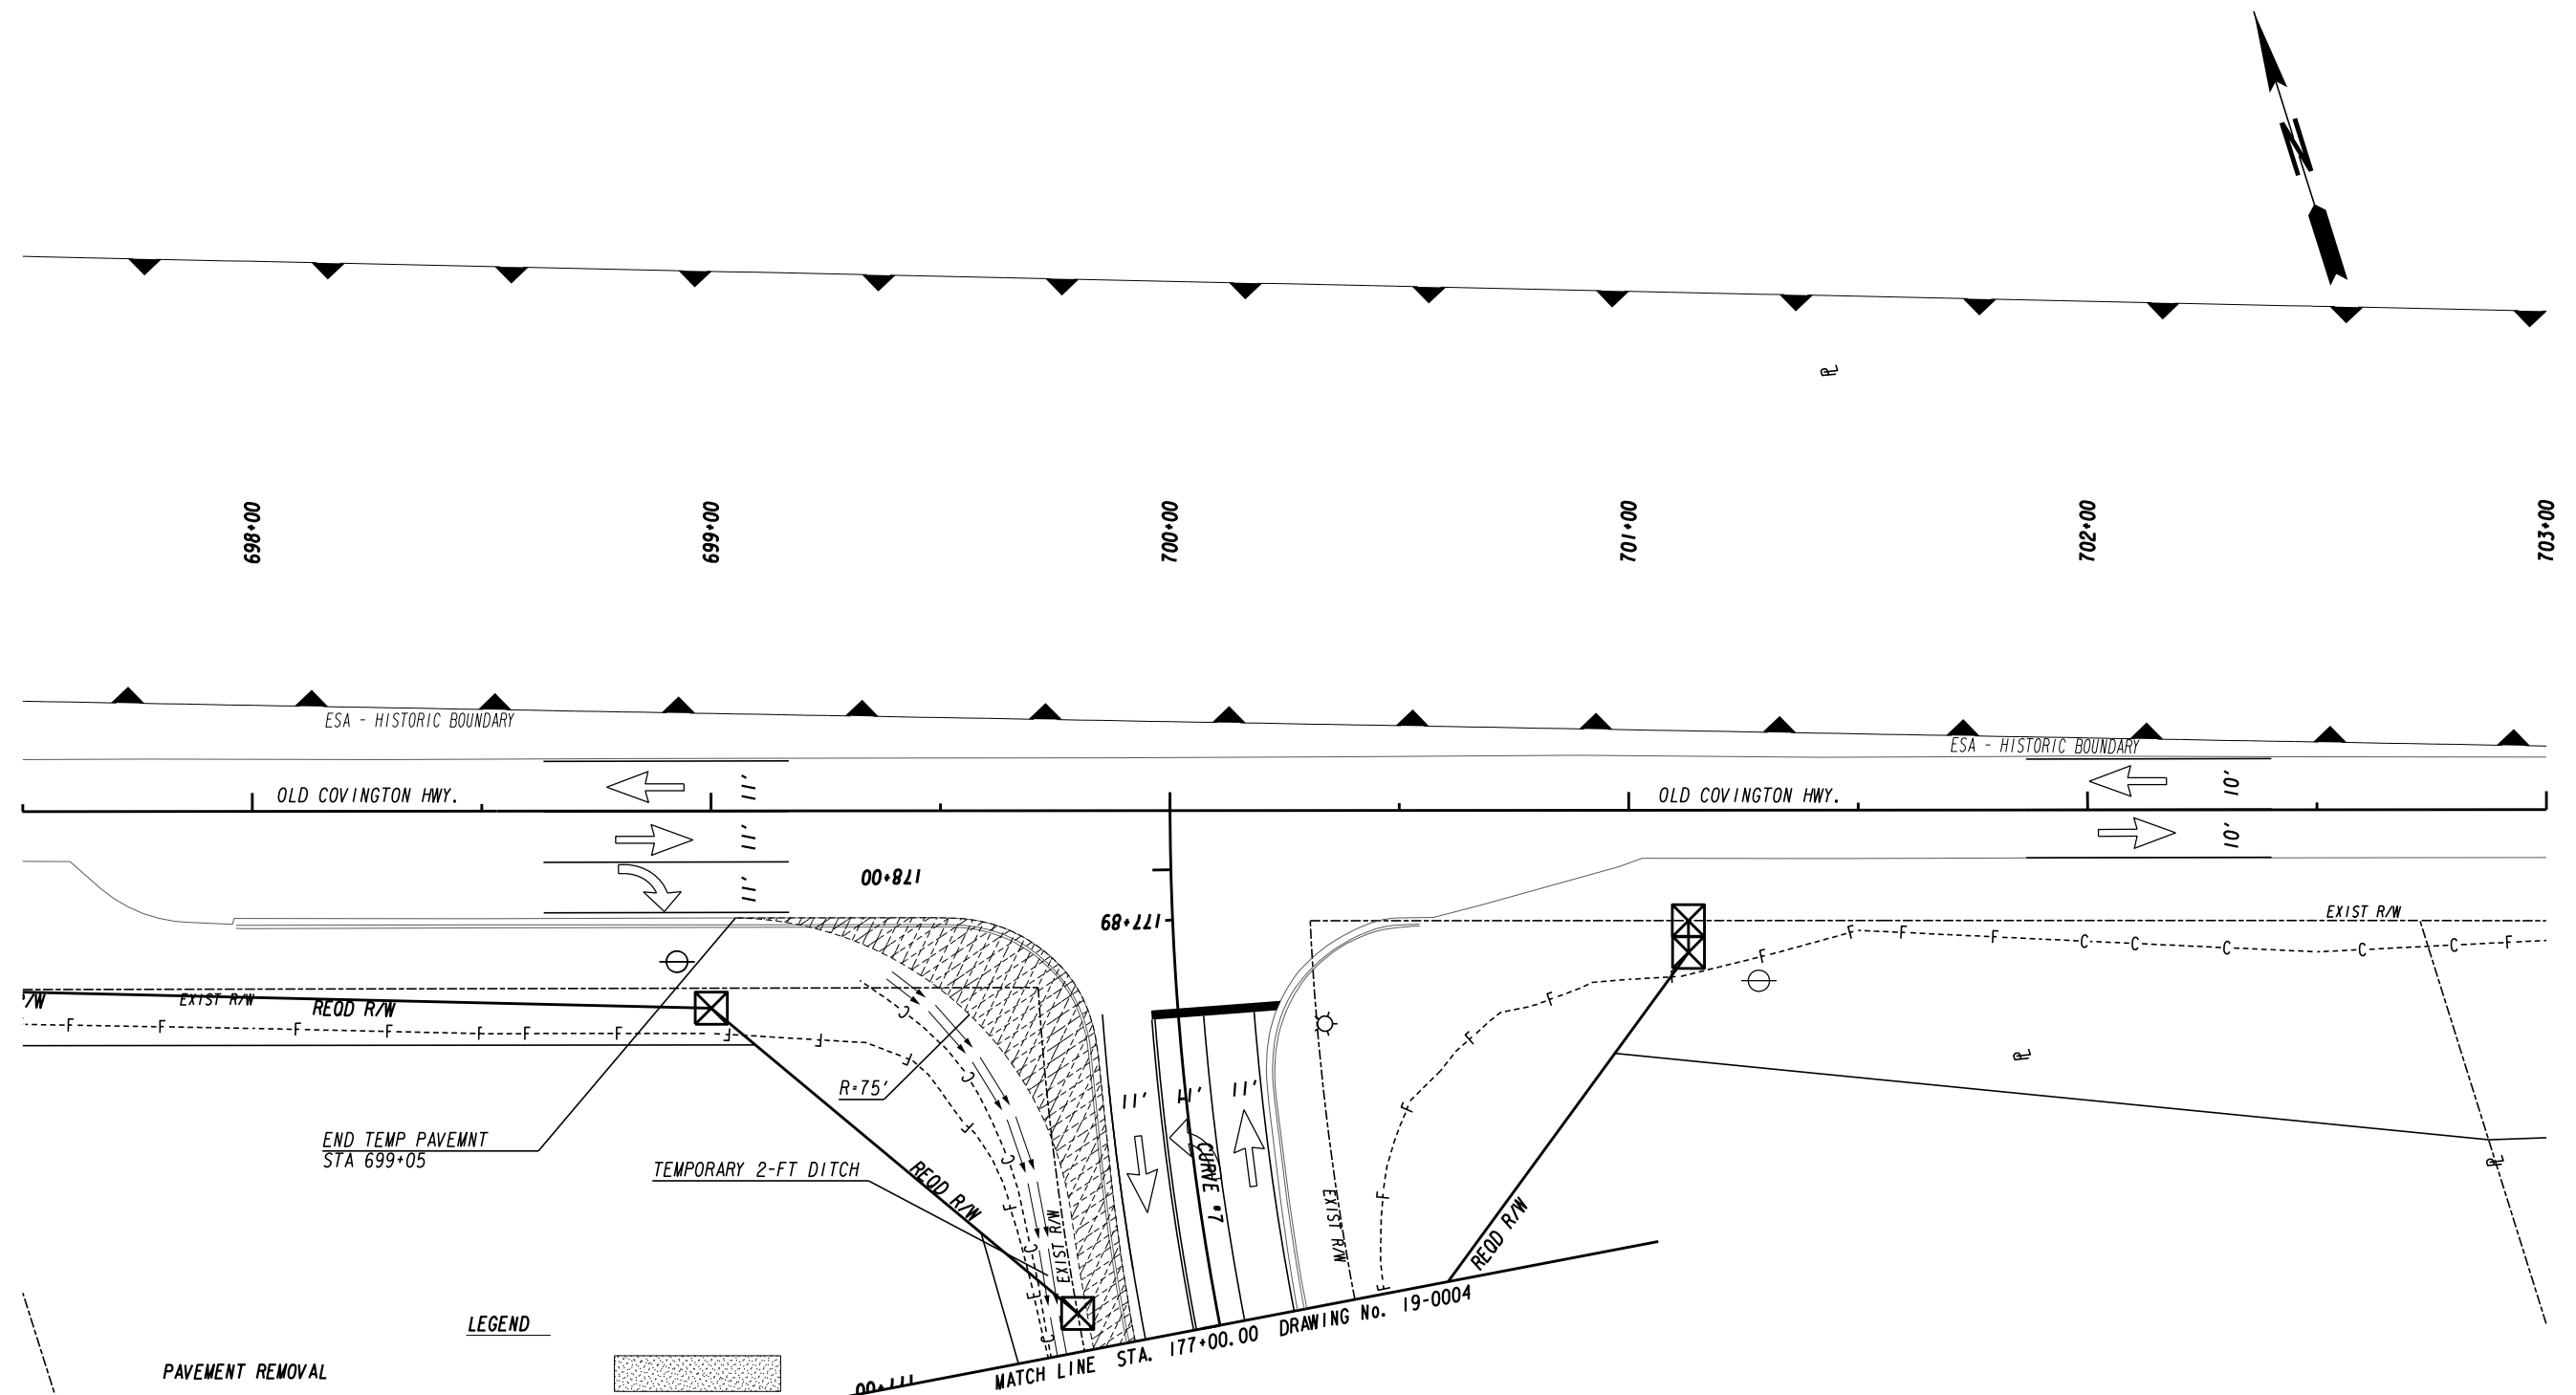 N
698+00
699+00
700+00
701+00
702+00
703+00
ESA - HISTORIC BOUNDARY
ESA - HISTORIC BOUNDARY
OLD COVINGTON HWY.
11'
OLD COVINGTON HWY.
10'
11'
10'
11'
178+00
177+89
EXIST R/W
/W
EXIST R/W
REQD R/W
R=75'
11'
11'
11'
END TEMP PAVEMNT
STA 699+05
TEMPORARY 2-FT DITCH
REQD R/W
EXIST R/W
CURVE #7
EXIST R/W
REQD R/W
LEGEND
PAVEMENT REMOVAL
MATCH LINE STA. 177+00.00 DRAWING No. 19-0004